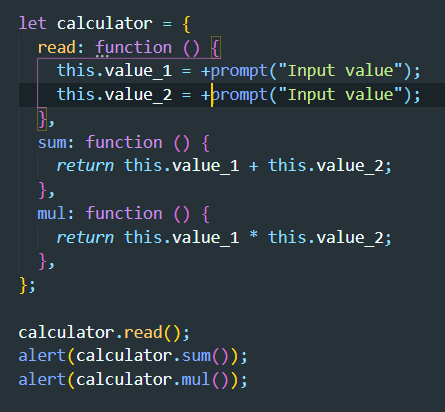 let calculator = {
  read: function () {
    this.value_1 = +prompt("Input value");
    this.value_2 = +prompt("Input value");
  },
  sum: function () {
    return this.value_1 + this.value_2;
  },
  mul: function () {
    return this.value_1 * this.value_2;
  },
};

calculator.read();
alert(calculator.sum());
alert(calculator.mul());